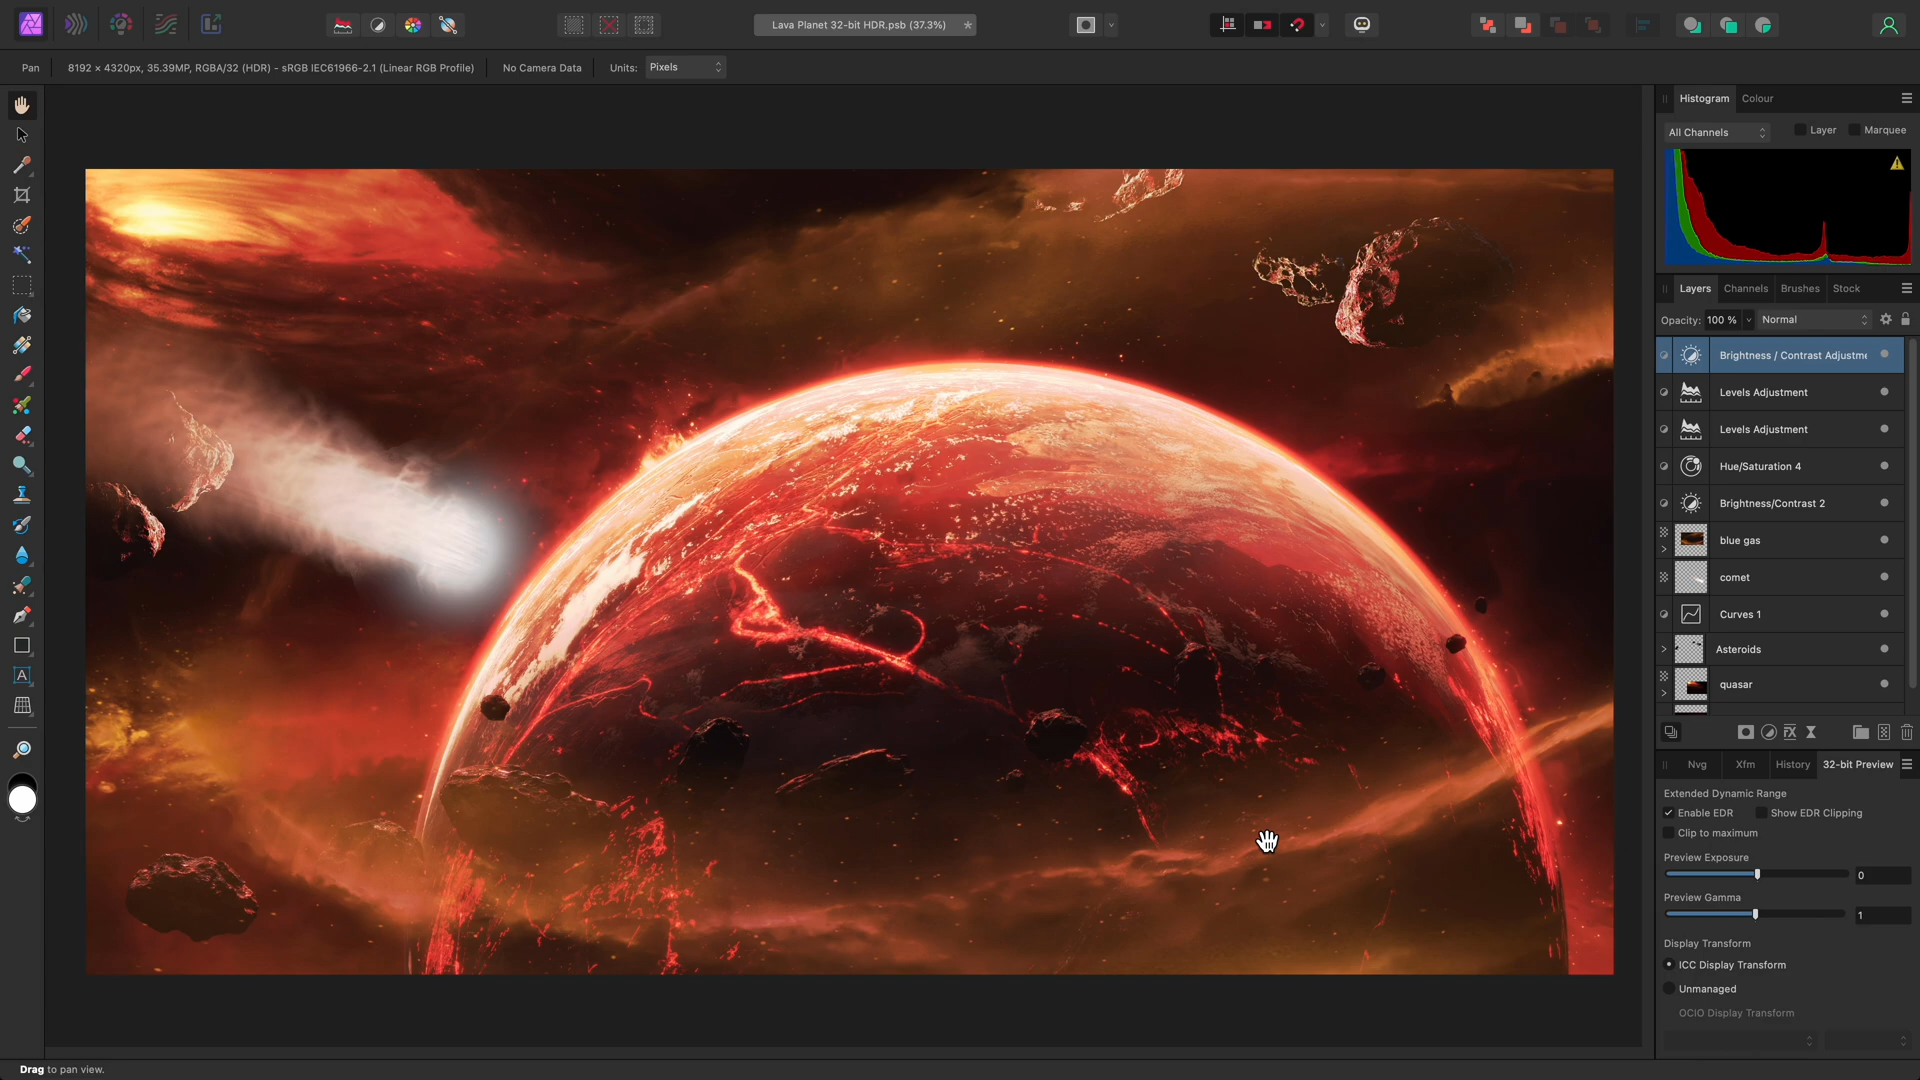 Lava Planet 32-bit HDR.psb (37.3%) *
Pan
8192 × 4320px, 35.39MP, RGBA/32 (HDR) - sRGB IEC61966-2.1 (Linear RGB Profile)
No Camera Data
Units: Pixels
Histogram Colour
All Channels Layer Marquee
Layers Channels Brushes Stock
Opacity: 100 % Normal
Brightness / Contrast Adjustme
Levels Adjustment
Levels Adjustment
Hue/Saturation 4
Brightness/Contrast 2
blue gas
comet
Curves 1
Asteroids
quasar
Nvg Xfm History 32-bit Preview
Extended Dynamic Range
Enable EDR Show EDR Clipping
Clip to maximum
Preview Exposure
0
Preview Gamma
1
Display Transform
ICC Display Transform
Unmanaged
OCIO Display Transform
A
Drag to pan view.